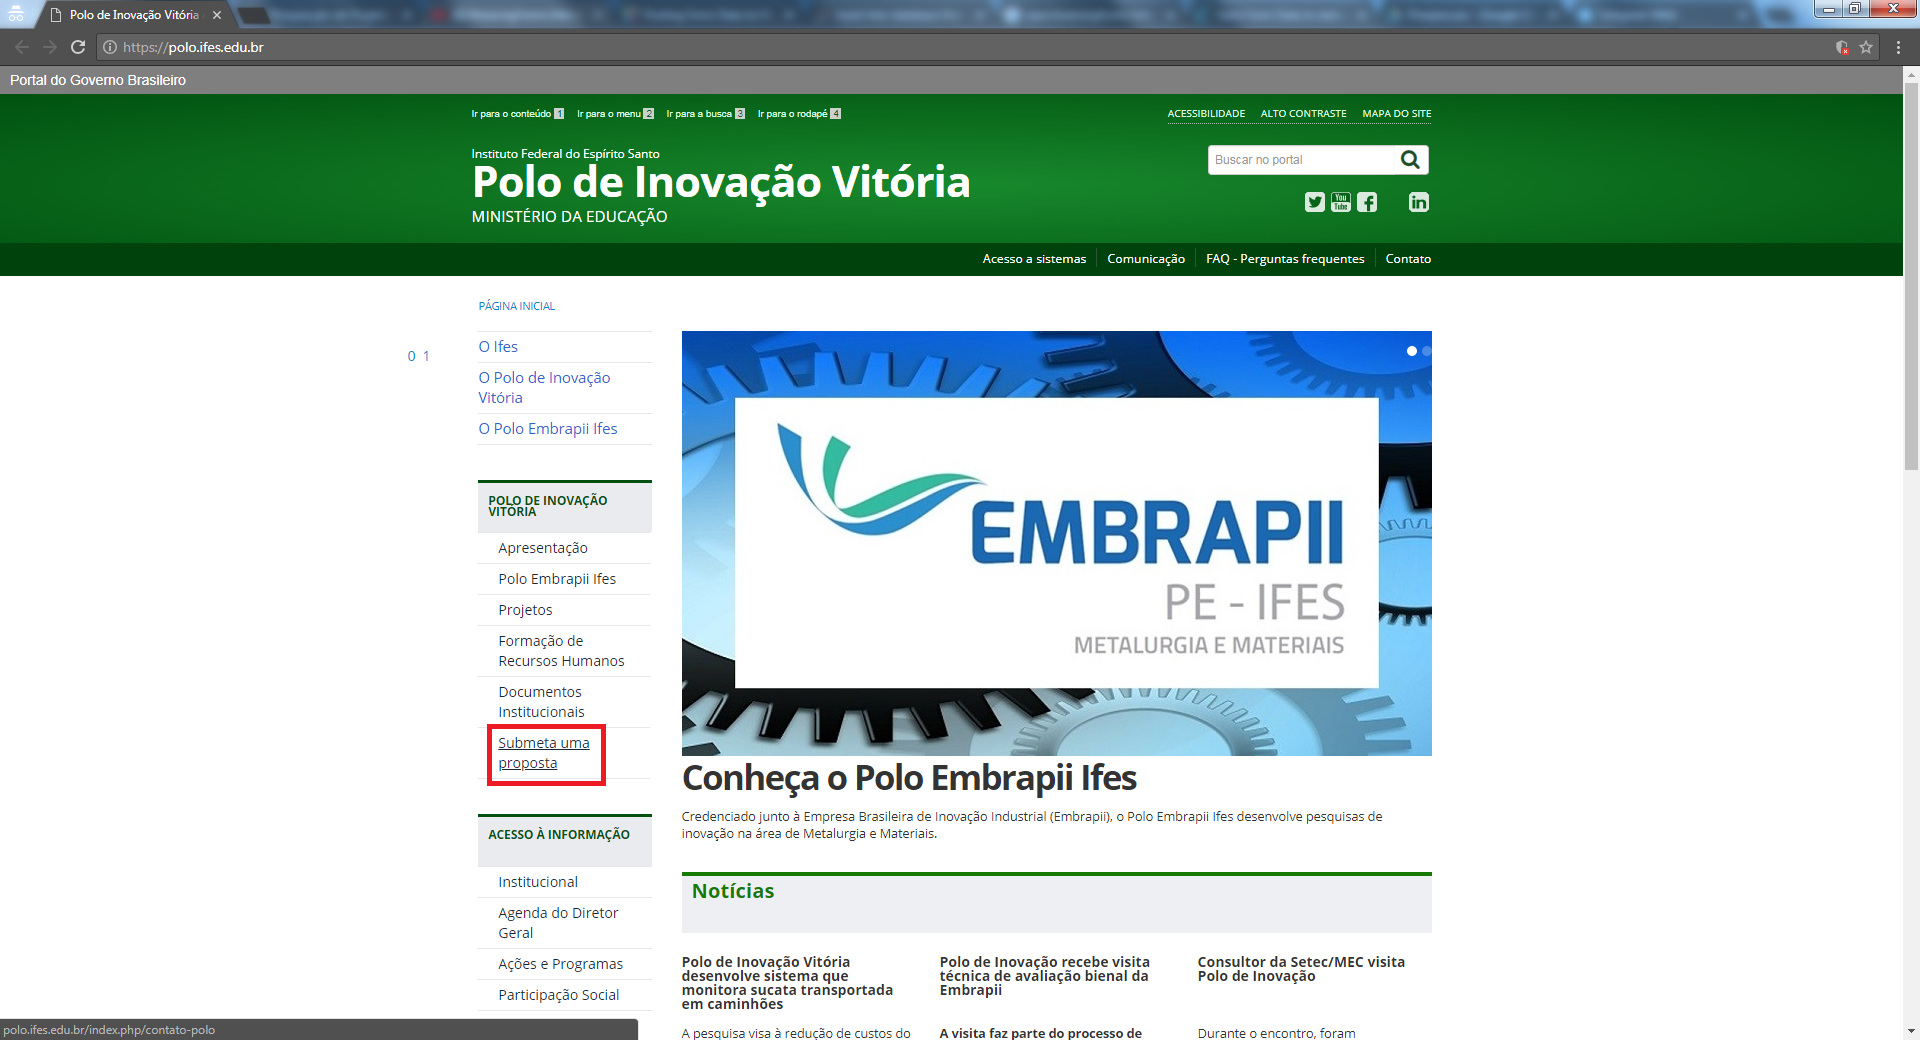 Polo de Inovação Vitória
https://polo.ifes.edu.br
Portal do Governo Brasileiro
Ir para o conteúdo 1 Ir para o menu 2 Ir para a busca 3 Ir para o rodapé 4
ACESSIBILIDADE ALTO CONTRASTE MAPA DO SITE
Instituto Federal do Espírito Santo
Polo de Inovação Vitória
MINISTÉRIO DA EDUCAÇÃO
Buscar no portal
You
Tube
in
Acesso a sistemas Comunicação FAQ - Perguntas frequentes Contato
PÁGINA INICIAL
0 1
O Ifes
O Polo de Inovação
Vitória
O Polo Embrapii Ifes
POLO DE INOVAÇÃO
VITÓRIA
Apresentação
Polo Embrapii Ifes
Projetos
Formação de
Recursos Humanos
Documentos
Institucionais
Submeta uma
proposta
ACESSO À INFORMAÇÃO
Institucional
Agenda do Diretor
Geral
Ações e Programas
Participação Social
EMBRAPII
PE - IFES
METALURGIA E MATERIAIS
Conheça o Polo Embrapii Ifes
Credenciado junto à Empresa Brasileira de Inovação Industrial (Embrapii), o Polo Embrapii Ifes desenvolve pesquisas de
inovação na área de Metalurgia e Materiais.
Notícias
Polo de Inovação Vitória
desenvolve sistema que
monitora sucata transportada
em caminhões
A pesquisa visa à redução de custos do
Polo de Inovação recebe visita
técnica de avaliação bienal da
Embrapii
A visita faz parte do processo de
Consultor da Setec/MEC visita
Polo de Inovação
Durante o encontro, foram
polo.ifes.edu.br/index.php/contato-polo